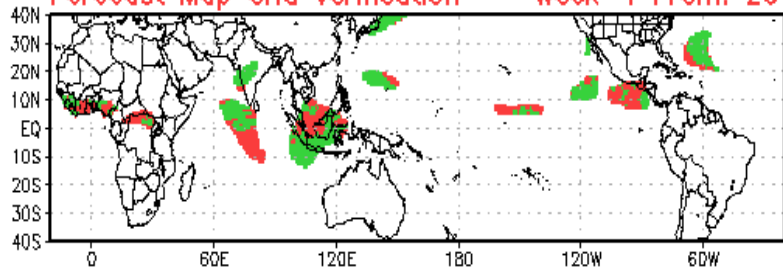 Forecast Map and Verification Week-1 From: 20
40N
30N
20N
10N
EQ
10S
20S
30S
40S
0 60E 120E 180 120W 60W